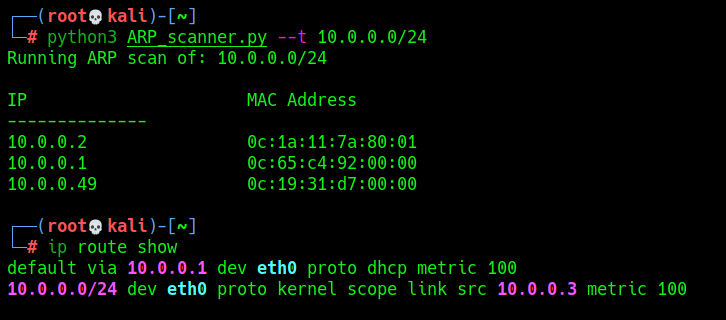 ┌──(root💀kali)-[~]
└─# python3 ARP_scanner.py --t 10.0.0.0/24
Running ARP scan of: 10.0.0.0/24
IP                      MAC Address
--------------
10.0.0.2                0c:1a:11:7a:80:01
10.0.0.1                0c:65:c4:92:00:00
10.0.0.49               0c:19:31:d7:00:00
┌──(root💀kali)-[~]
└─# ip route show
default via 10.0.0.1 dev eth0 proto dhcp metric 100
10.0.0.0/24 dev eth0 proto kernel scope link src 10.0.0.3 metric 100